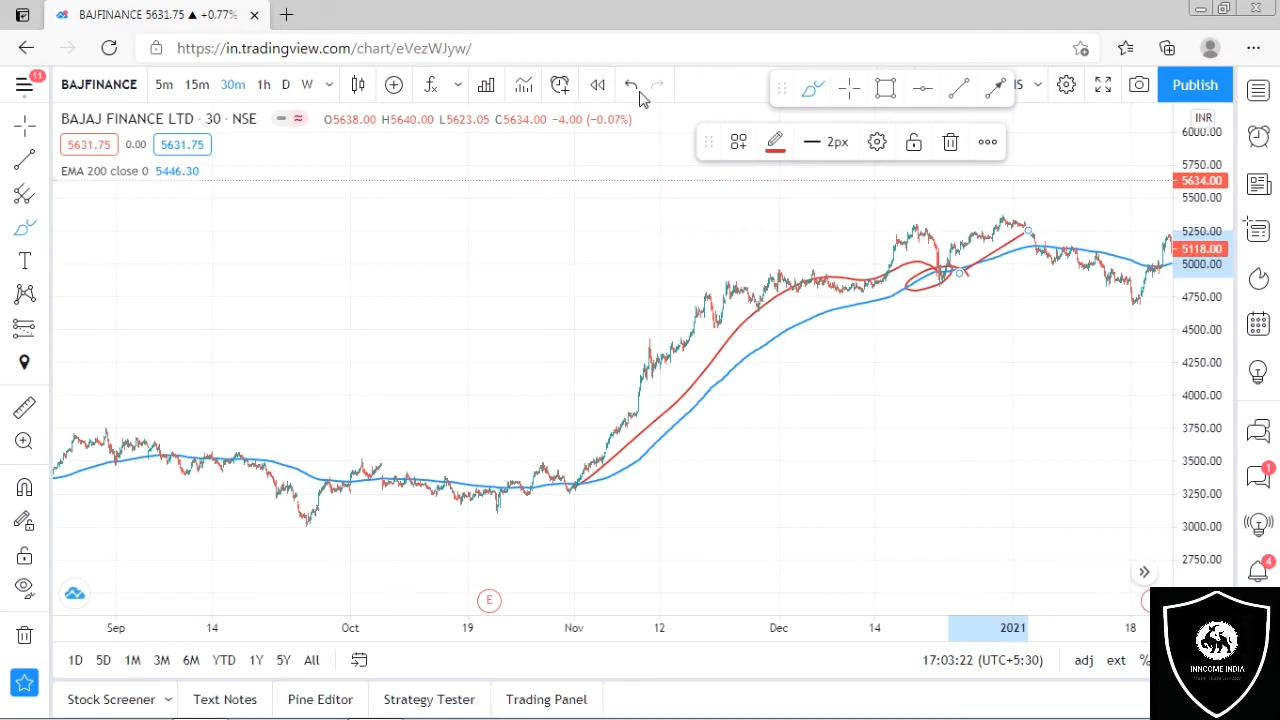 BAJFINANCE 5631.75 ▲ +0.77%
https://in.tradingview.com/chart/eVezWJyw/
11
BAJFINANCE 5m 15m 30m 1h D W Publish
BAJAJ FINANCE LTD · 30 · NSE O5638.00 H5640.00 L5623.05 C5634.00 −4.00 (−0.07%)
2px
INR
5631.75 0.00 5631.75
EMA 200 close 0 5446.30
6000.00
5750.00
5634.00
5500.00
5250.00
5118.00
5000.00
4750.00
4500.00
4250.00
4000.00
3750.00
3500.00
3250.00
3000.00
2750.00
1
4
E
Sep 14 Oct 19 Nov 12 Dec 14 2021 18
1D 5D 1M 3M 6M YTD 1Y 5Y All
17:03:22 (UTC+5:30) adj ext %
Stock Screener Text Notes Pine Editor Strategy Tester Trading Panel
INNCOME INDIA